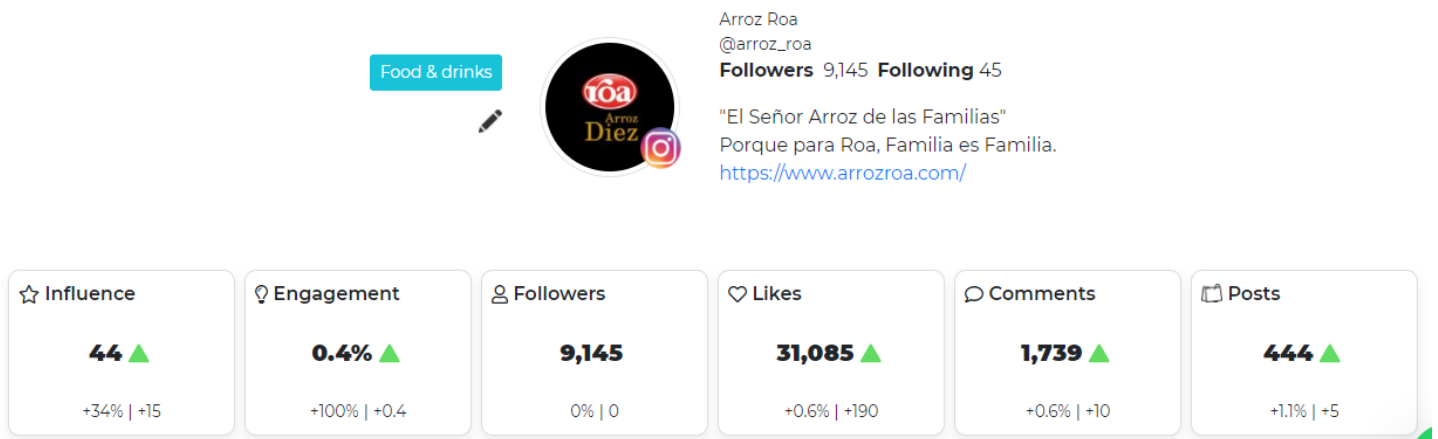 Arroz Roa
@arroz_roa
Food & drinks
Followers 9,145 Following 45
roa
Arroz
Diez
"El Señor Arroz de las Familias"
Porque para Roa, Familia es Familia.
https://www.arrozroa.com/
Influence
44
+34% | +15
Engagement
0.4%
+100% | +0.4
Followers
9,145
0% | 0
Likes
31,085
+0.6% | +190
Comments
1,739
+0.6% | +10
Posts
444
+1.1% | +5